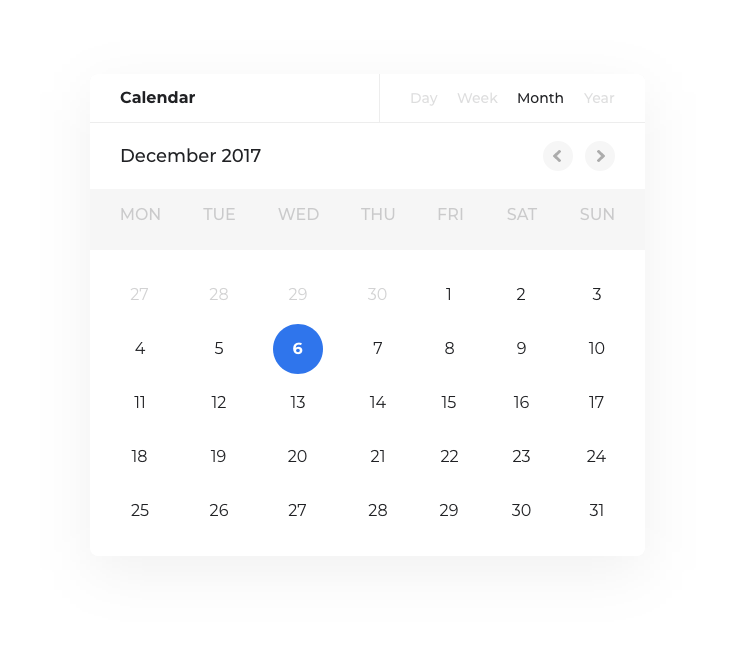 Calendar Day Week Month Year
December 2017
MON TUE WED THU FRI SAT SUN
27 28 29 30 1 2 3
4 5 6 7 8 9 10
11 12 13 14 15 16 17
18 19 20 21 22 23 24
25 26 27 28 29 30 31